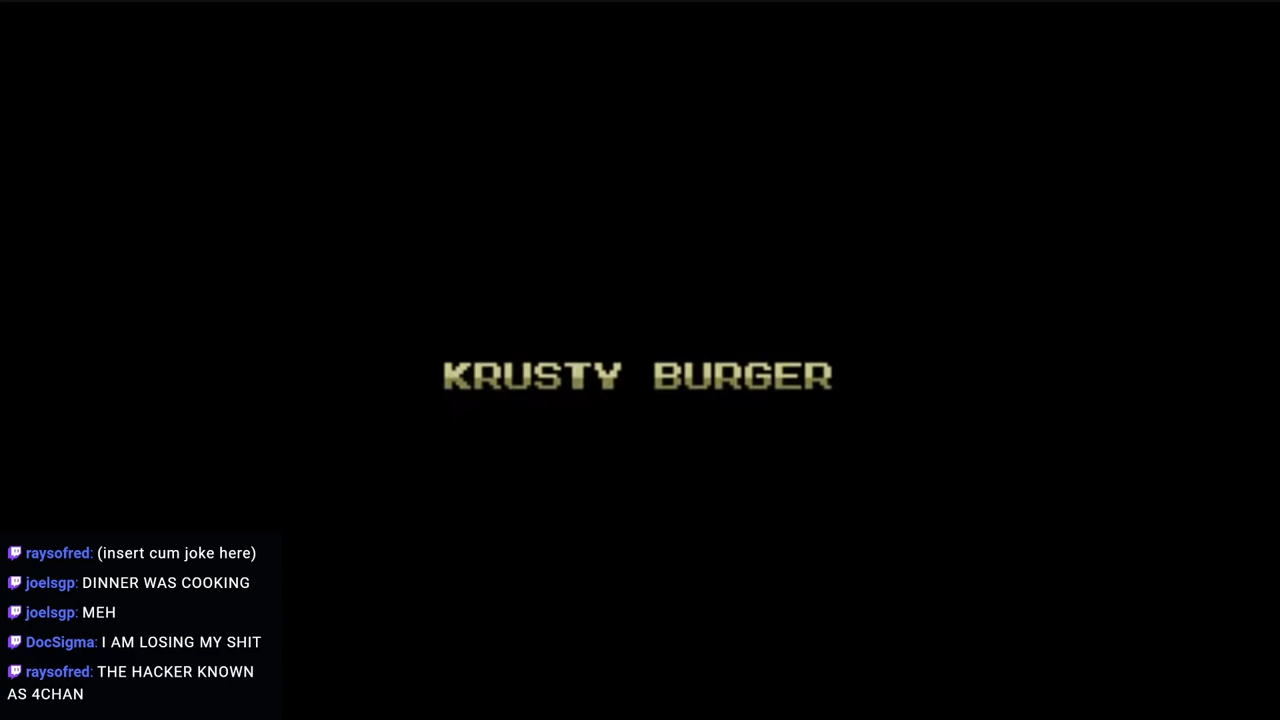 KRUSTY BURGER
raysofred: (insert cum joke here)
joelsgp: DINNER WAS COOKING
joelsgp: MEH
DocSigma: I AM LOSING MY SHIT
raysofred: THE HACKER KNOWN
AS 4CHAN